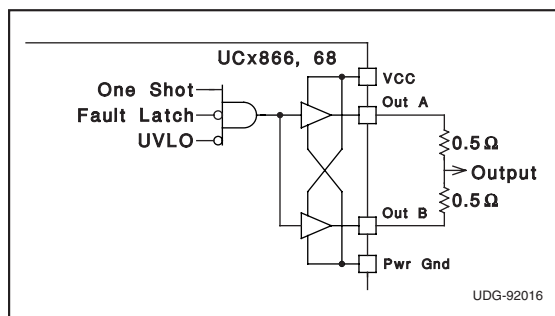 UCx866, 68
VCC
One Shot
Out A
Fault Latch
0.5Ω
UVLO
Output
0.5Ω
Out B
Pwr Gnd
UDG-92016